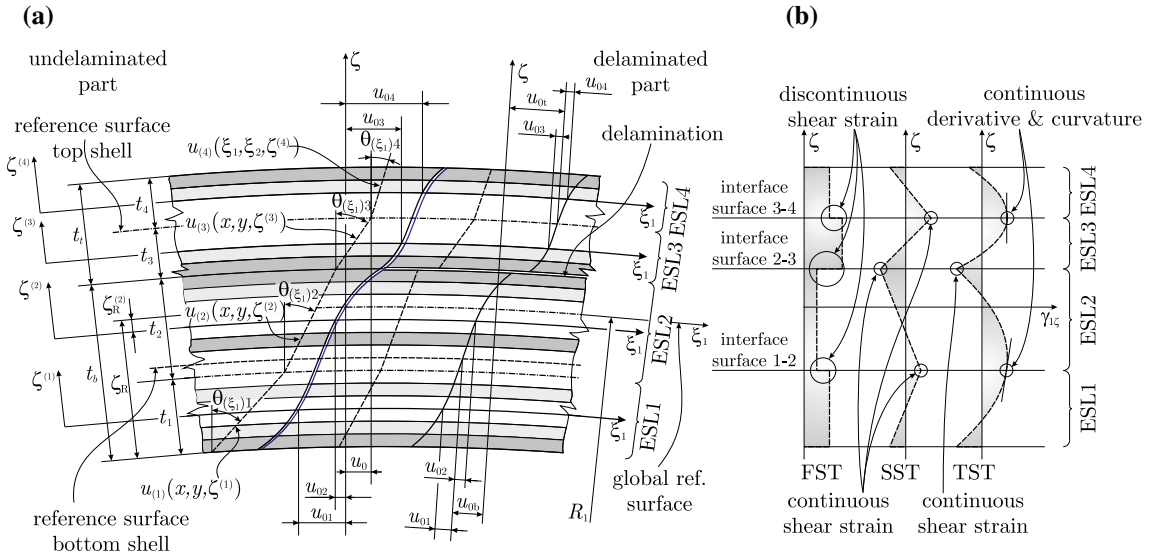 (a)
(b)
undelaminated
part
reference surface
top shell
ζ
ζ
delaminated
part
u₀₄
u₀₃
u₀ₜ
u₀₄
u₀₃
delamination
θ(ξ₁)4
u(4)(ξ₁,ξ₂,ζ⁽⁴⁾)
ζ⁽⁴⁾
ζ⁽³⁾
ζ⁽²⁾
ζ⁽¹⁾
t₄
tₜ
t₃
t₂
t_b
t₁
ζ_R⁽²⁾
ζ_R
θ(ξ₁)3
u(3)(x,y,ζ⁽³⁾)
θ(ξ₁)2
u(2)(x,y,ζ⁽²⁾)
θ(ξ₁)1
u(1)(x,y,ζ⁽¹⁾)
ξ₁
ξ₁
ξ₁
ξ₁
ξ₁
ESL4
ESL3
ESL2
ESL1
u₀
u₀₂
u₀₁
u₀₂
u₀b
u₀₁
R₁
global ref.
surface
reference surface
bottom shell
discontinuous
shear strain
continuous
derivative & curvature
ζ
ζ
ζ
interface
surface 3-4
interface
surface 2-3
interface
surface 1-2
γ₁ζ
ESL4
ESL3
ESL2
ESL1
FST
SST
TST
continuous
shear strain
continuous
shear strain